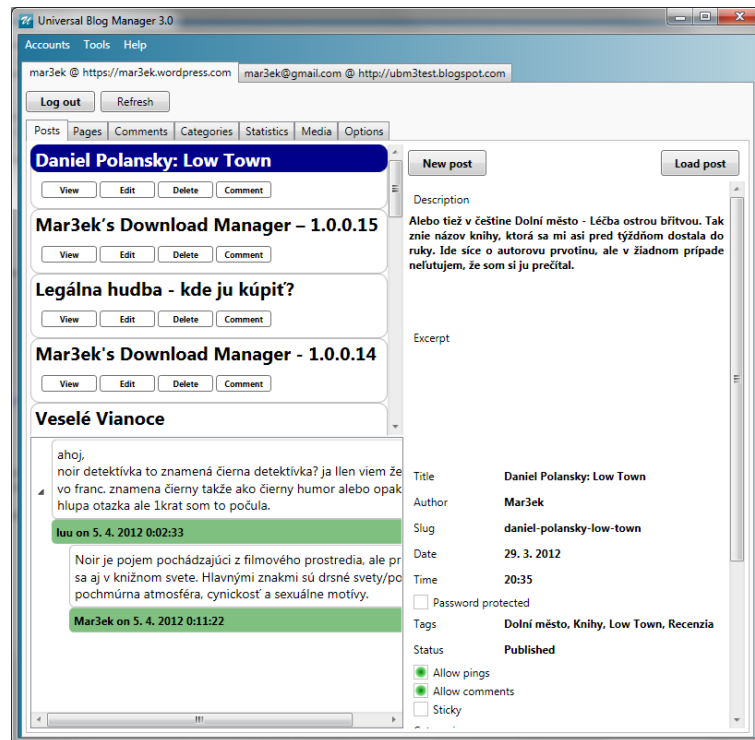 Universal Blog Manager 3.0
Accounts Tools Help
mar3ek @ https://mar3ek.wordpress.com mar3ek@gmail.com @ http://ubm3test.blogspot.com
Log out Refresh
Posts Pages Comments Categories Statistics Media Options
Daniel Polansky: Low Town
View Edit Delete Comment
Mar3ek’s Download Manager – 1.0.0.15
View Edit Delete Comment
Legálna hudba - kde ju kúpiť?
View Edit Delete Comment
Mar3ek's Download Manager - 1.0.0.14
View Edit Delete Comment
Veselé Vianoce
ahoj,
noir detektívka to znamená čierna detektívka? ja llen viem že
vo franc. znamena čierny takže ako čierny humor alebo opak
hlupa otazka ale 1krat som to počula.
luu on 5. 4. 2012 0:02:33
Noir je pojem pochádzajúci z filmového prostredia, ale pr
sa aj v knižnom svete. Hlavnými znakmi sú drsné svety/po
pochmúrna atmosféra, cynickosť a sexuálne motívy.
Mar3ek on 5. 4. 2012 0:11:22
New post Load post
Description
Alebo tiež v češtine Dolní město - Léčba ostrou břitvou. Tak
znie názov knihy, ktorá sa mi asi pred týždňom dostala do
ruky. Ide síce o autorovu prvotinu, ale v žiadnom prípade
neľutujem, že som si ju prečítal.
Excerpt
Title Daniel Polansky: Low Town
Author Mar3ek
Slug daniel-polansky-low-town
Date 29. 3. 2012
Time 20:35
Password protected
Tags Dolní město, Knihy, Low Town, Recenzia
Status Published
Allow pings
Allow comments
Sticky